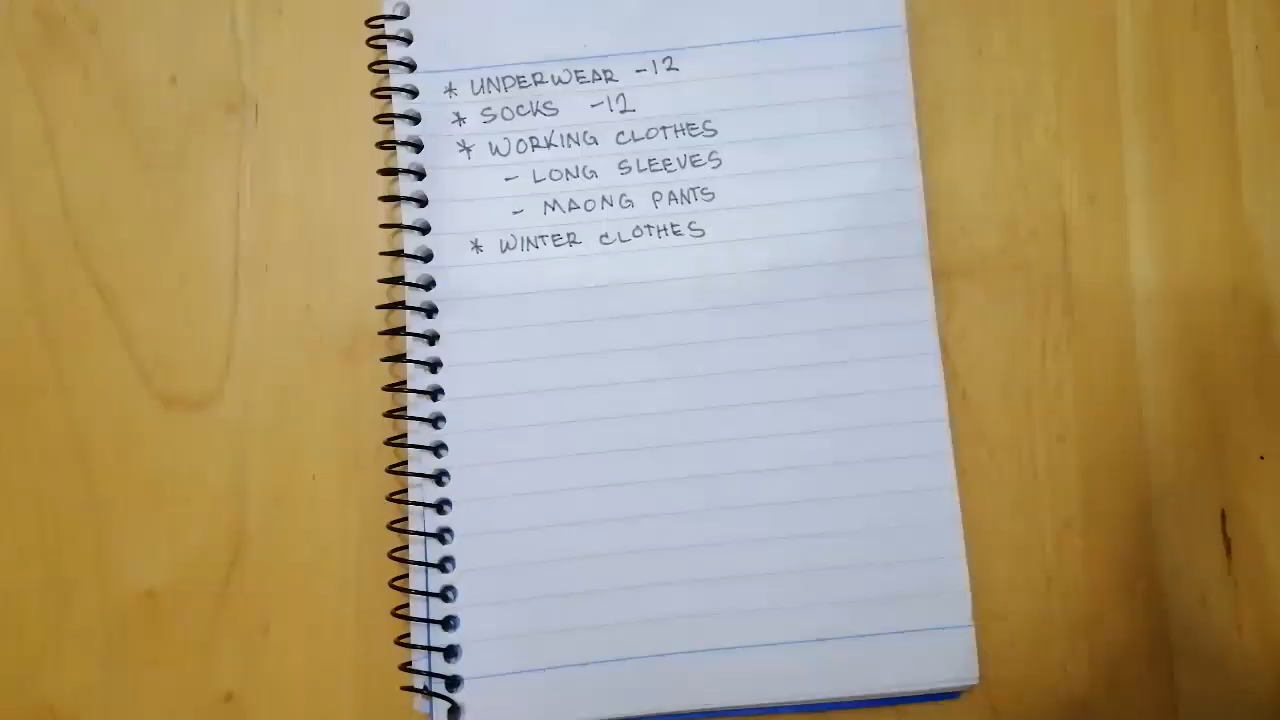 * UNDERWEAR -12
* SOCKS -12
* WORKING CLOTHES
- LONG SLEEVES
- MAONG PANTS
* WINTER CLOTHES